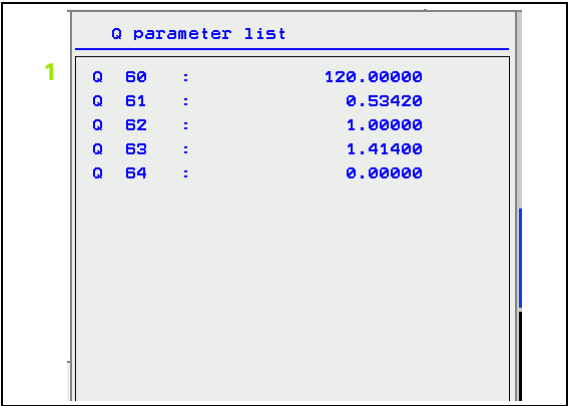 Q parameter list
1
Q 60 : 120.00000
Q 61 : 0.53420
Q 62 : 1.00000
Q 63 : 1.41400
Q 64 : 0.00000